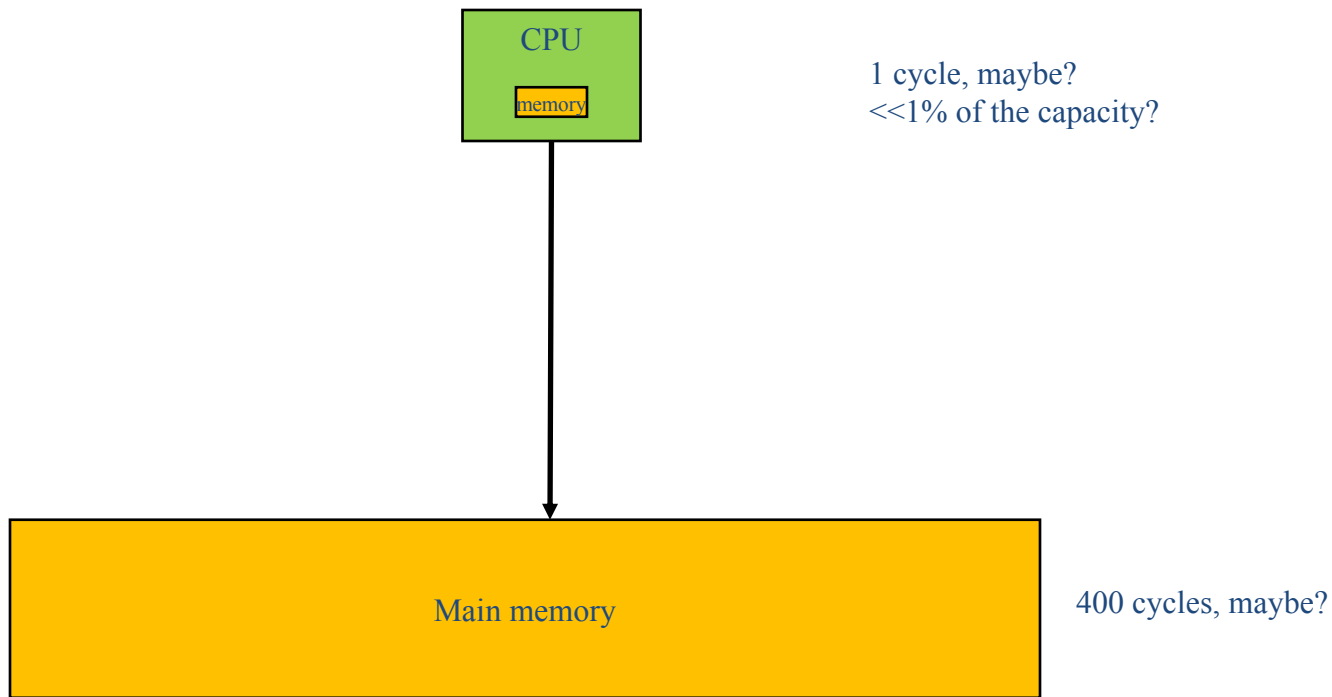 CPU
memory
1 cycle, maybe?
<<1% of the capacity?
Main memory
400 cycles, maybe?